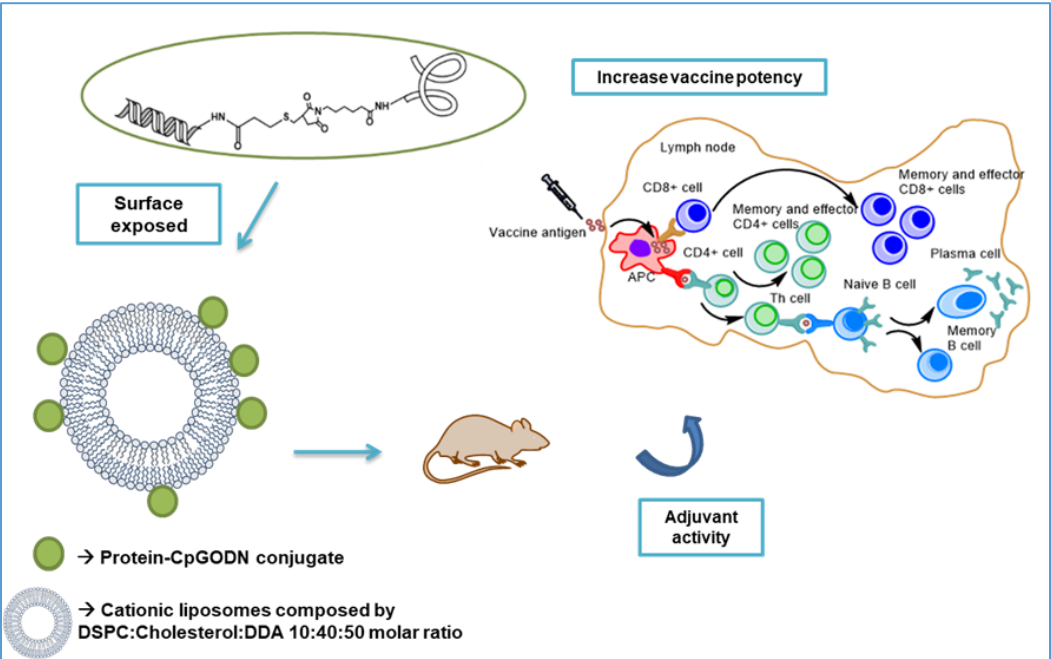 Increase vaccine potency
HN
O
S
O
N
O
O
NH
Surface
exposed
Lymph node
CD8+ cell
Memory and effector
CD8+ cells
Vaccine antigen
Memory and effector
CD4+ cells
CD4+ cell
APC
Th cell
Naive B cell
Plasma cell
Memory
B cell
Adjuvant
activity
→ Protein-CpGODN conjugate
→ Cationic liposomes composed by
DSPC:Cholesterol:DDA 10:40:50 molar ratio